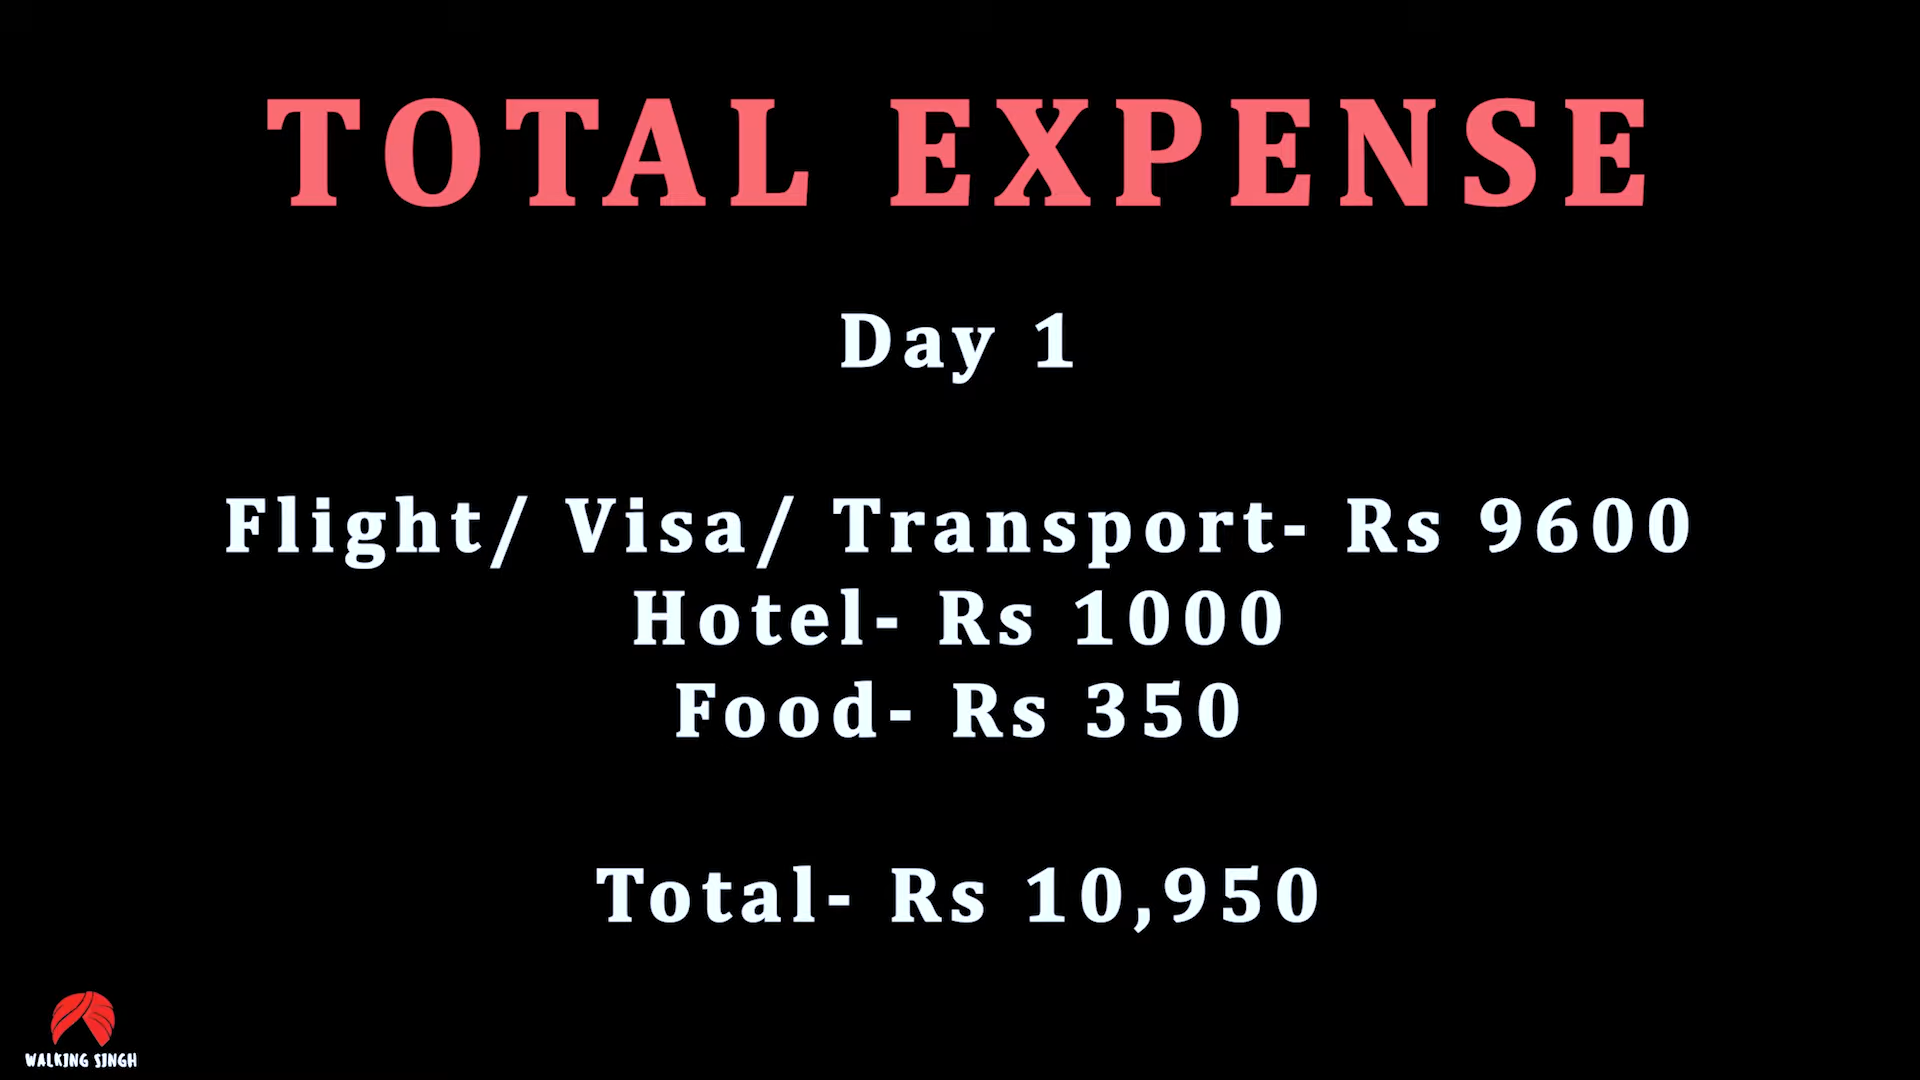 TOTAL EXPENSE
Day 1
Flight/ Visa/ Transport- Rs 9600
Hotel- Rs 1000
Food- Rs 350
Total- Rs 10,950
WALKING SINGH